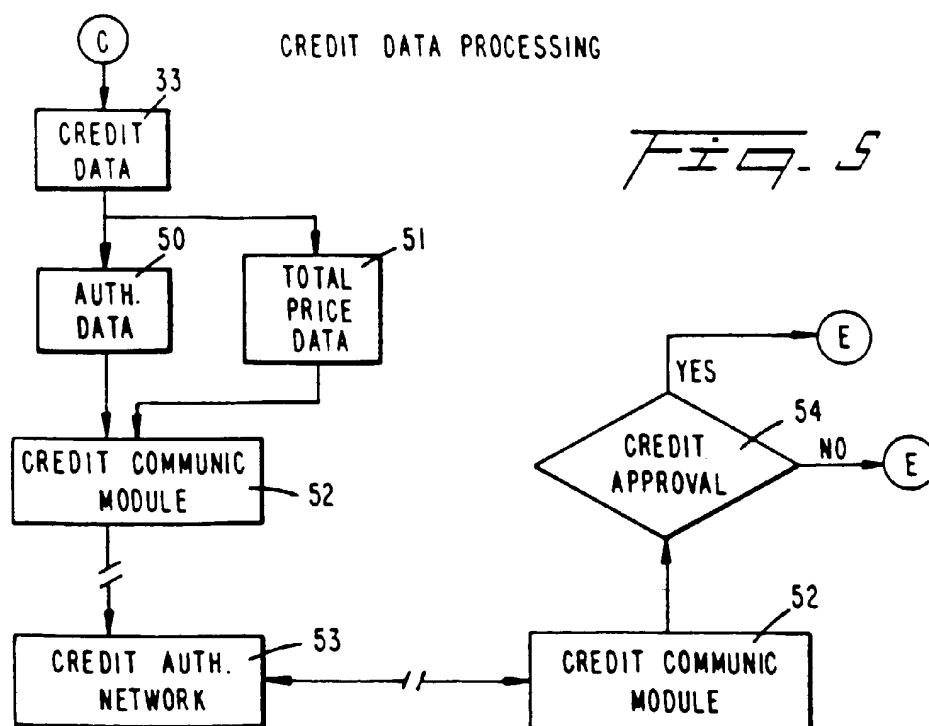 C
CREDIT DATA PROCESSING
33
CREDIT
DATA
Fig. 5
50
AUTH.
DATA
51
TOTAL
PRICE
DATA
E
YES
54
CREDIT
APPROVAL
NO
E
CREDIT COMMUNIC
MODULE
52
53
CREDIT AUTH.
NETWORK
52
CREDIT COMMUNIC
MODULE